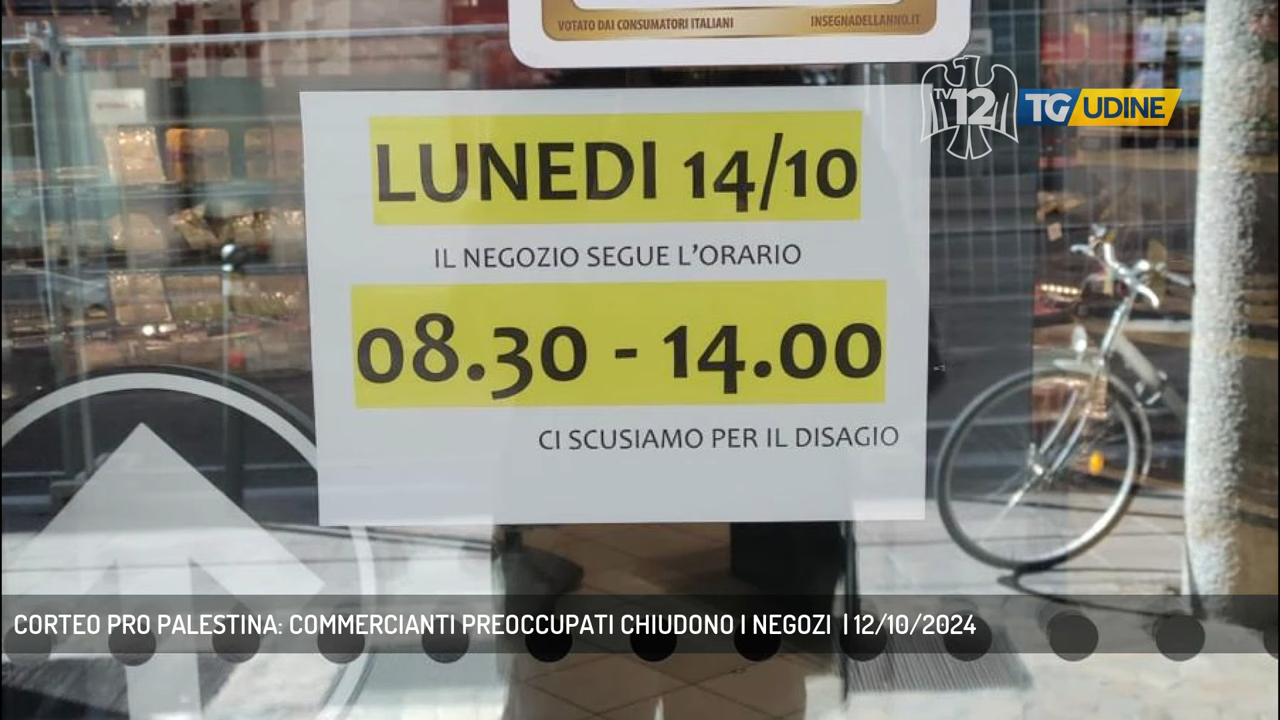 VOTATO DAI CONSUMATORI ITALIANI INSEGNADELLANNO.IT
TV 12 TG UDINE
LUNEDI 14/10
IL NEGOZIO SEGUE L'ORARIO
08.30 - 14.00
CI SCUSIAMO PER IL DISAGIO
CORTEO PRO PALESTINA: COMMERCIANTI PREOCCUPATI CHIUDONO I NEGOZI | 12/10/2024